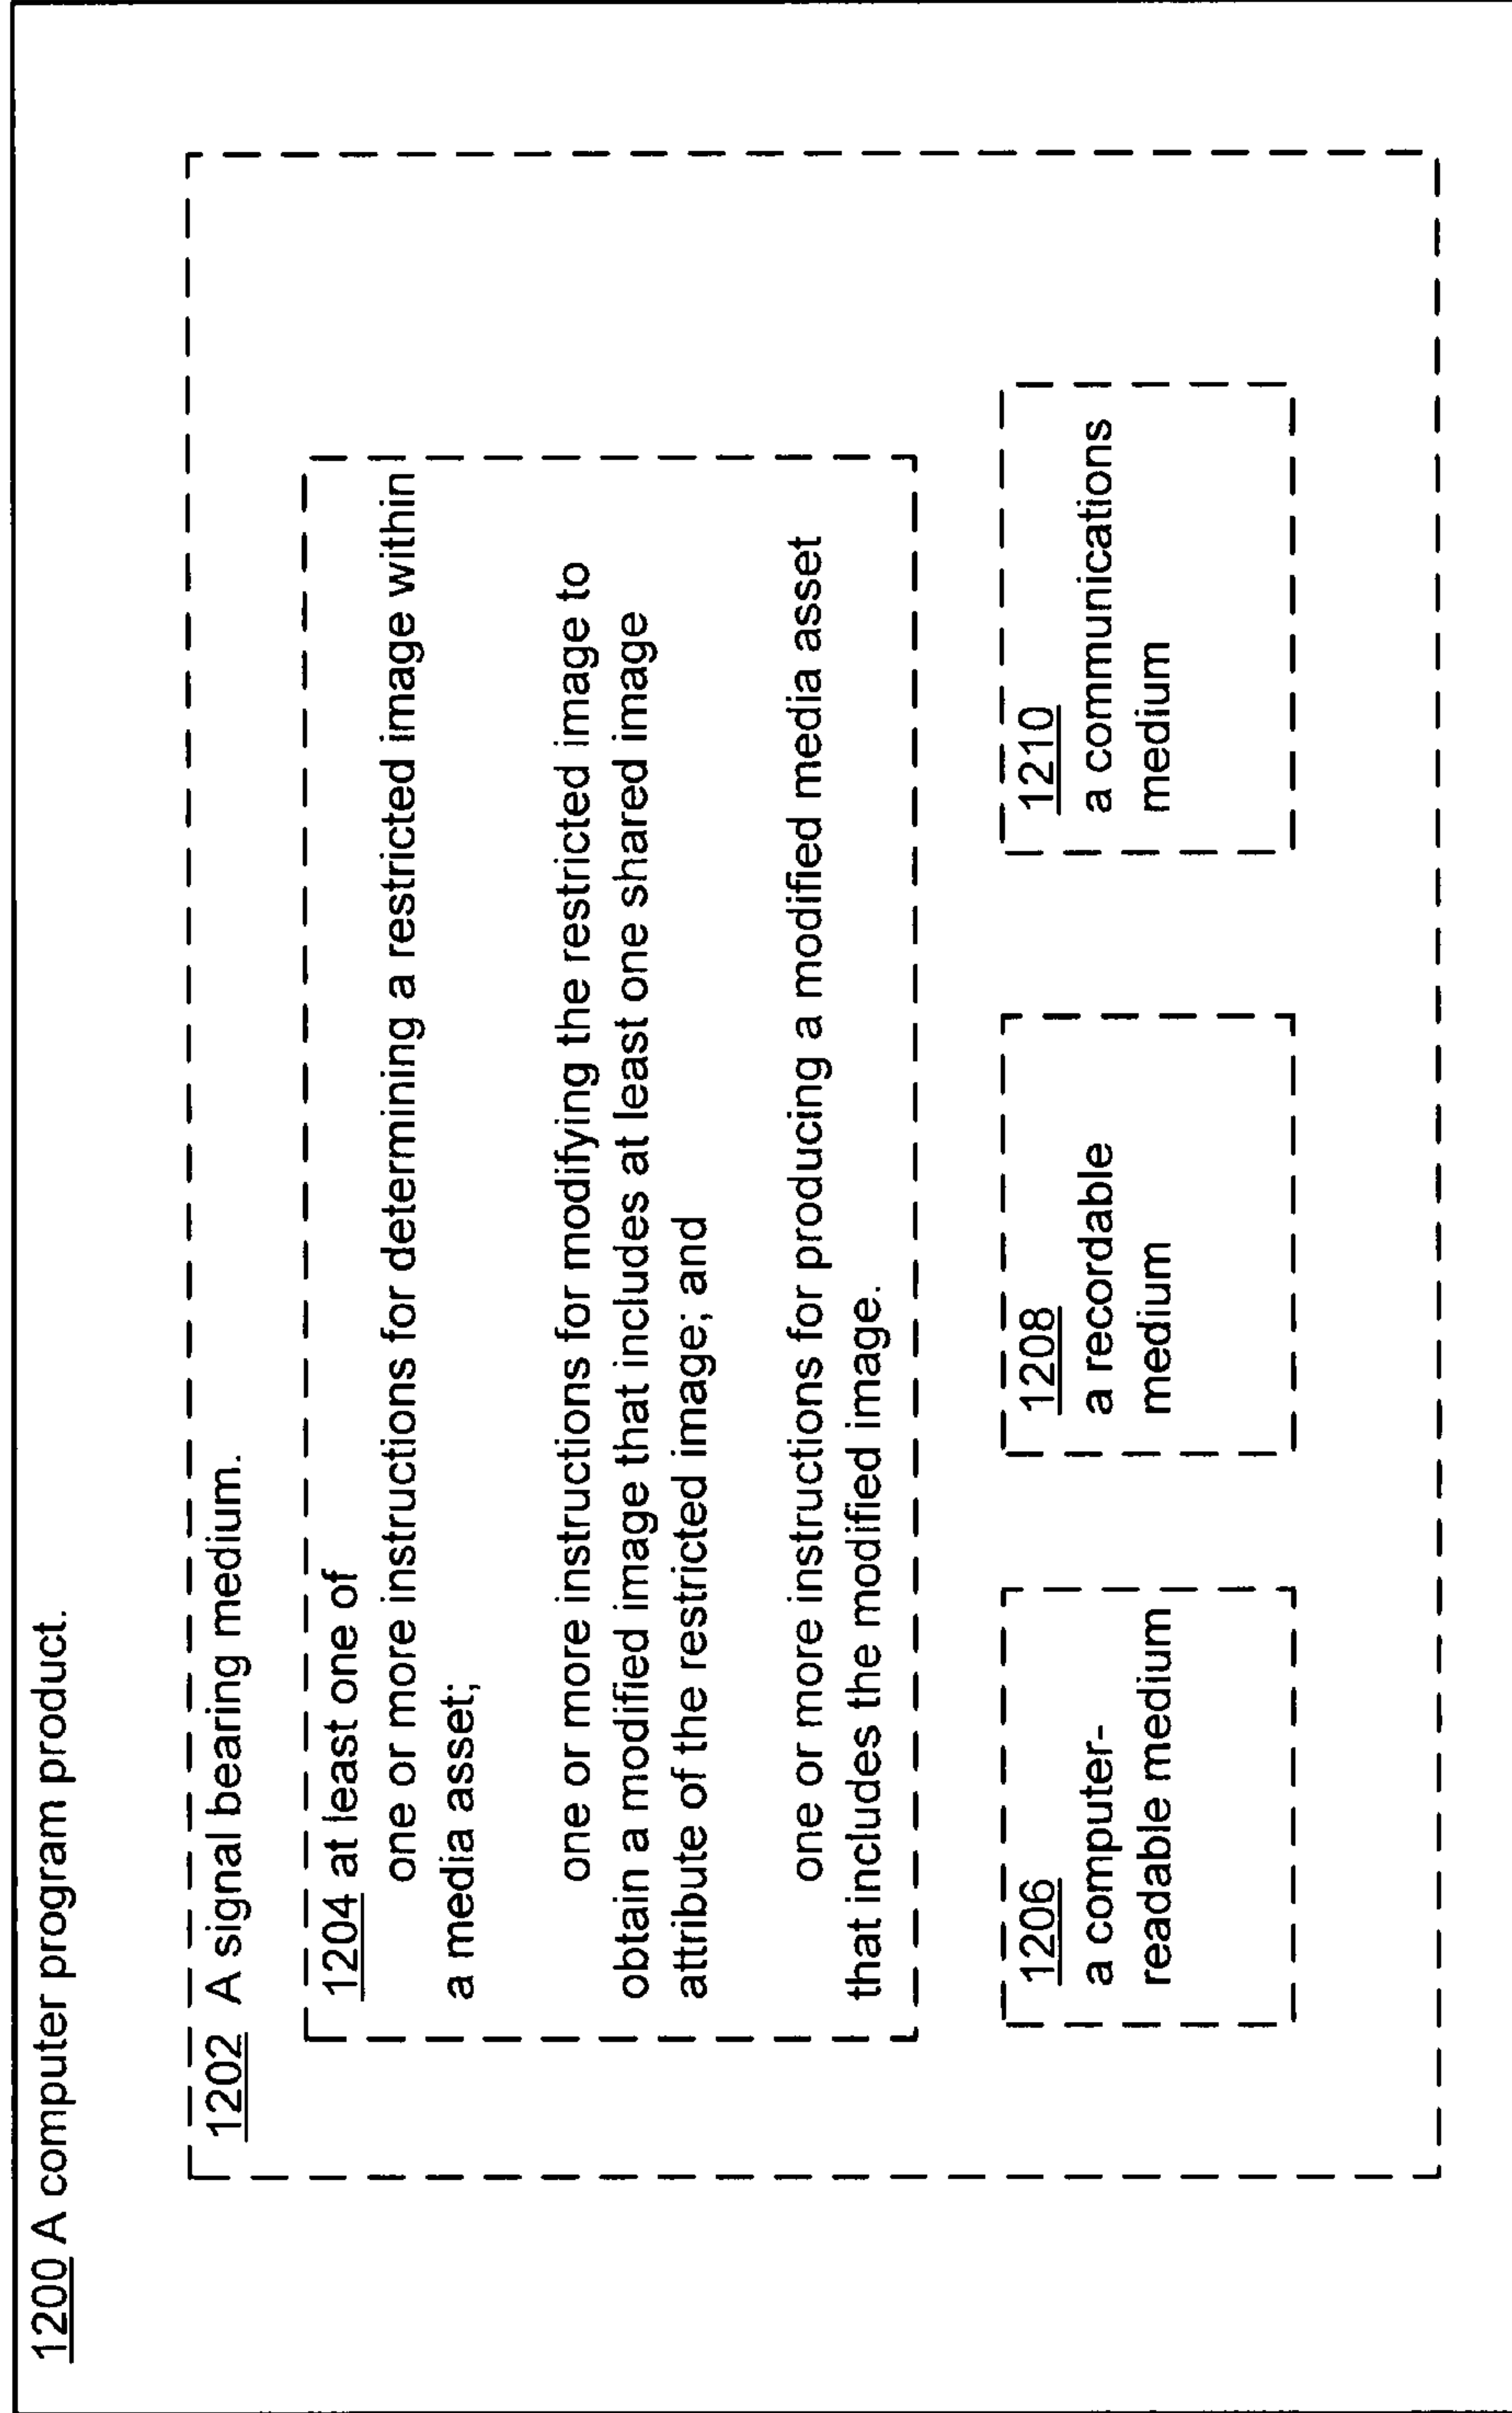 1200 A computer program product.
1202 A signal bearing medium.
1204 at least one of
one or more instructions for determining a restricted image within
a media asset;
one or more instructions for modifying the restricted image to
obtain a modified image that includes at least one shared image
attribute of the restricted image; and
one or more instructions for producing a modified media asset
that includes the modified image.
1206
a computer-
readable medium
1208
a recordable
medium
1210
a communications
medium